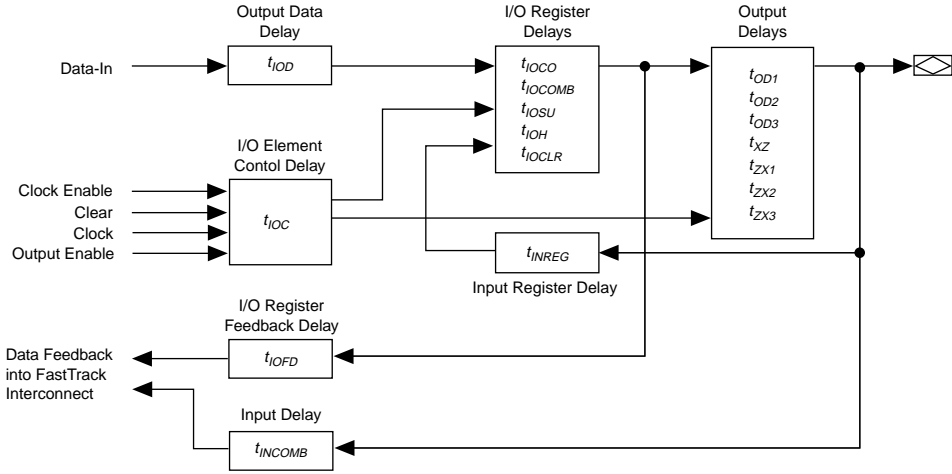 Output Data
Delay
I/O Register
Delays
Output
Delays
Data-In
tIOD
tIOCO
tIOCOMB
tIOSU
tIOH
tIOCLR
tOD1
tOD2
tOD3
tXZ
tZX1
tZX2
tZX3
I/O Element
Contol Delay
Clock Enable
Clear
Clock
Output Enable
tIOC
tINREG
Input Register Delay
I/O Register
Feedback Delay
Data Feedback
into FastTrack
Interconnect
tIOFD
Input Delay
tINCOMB